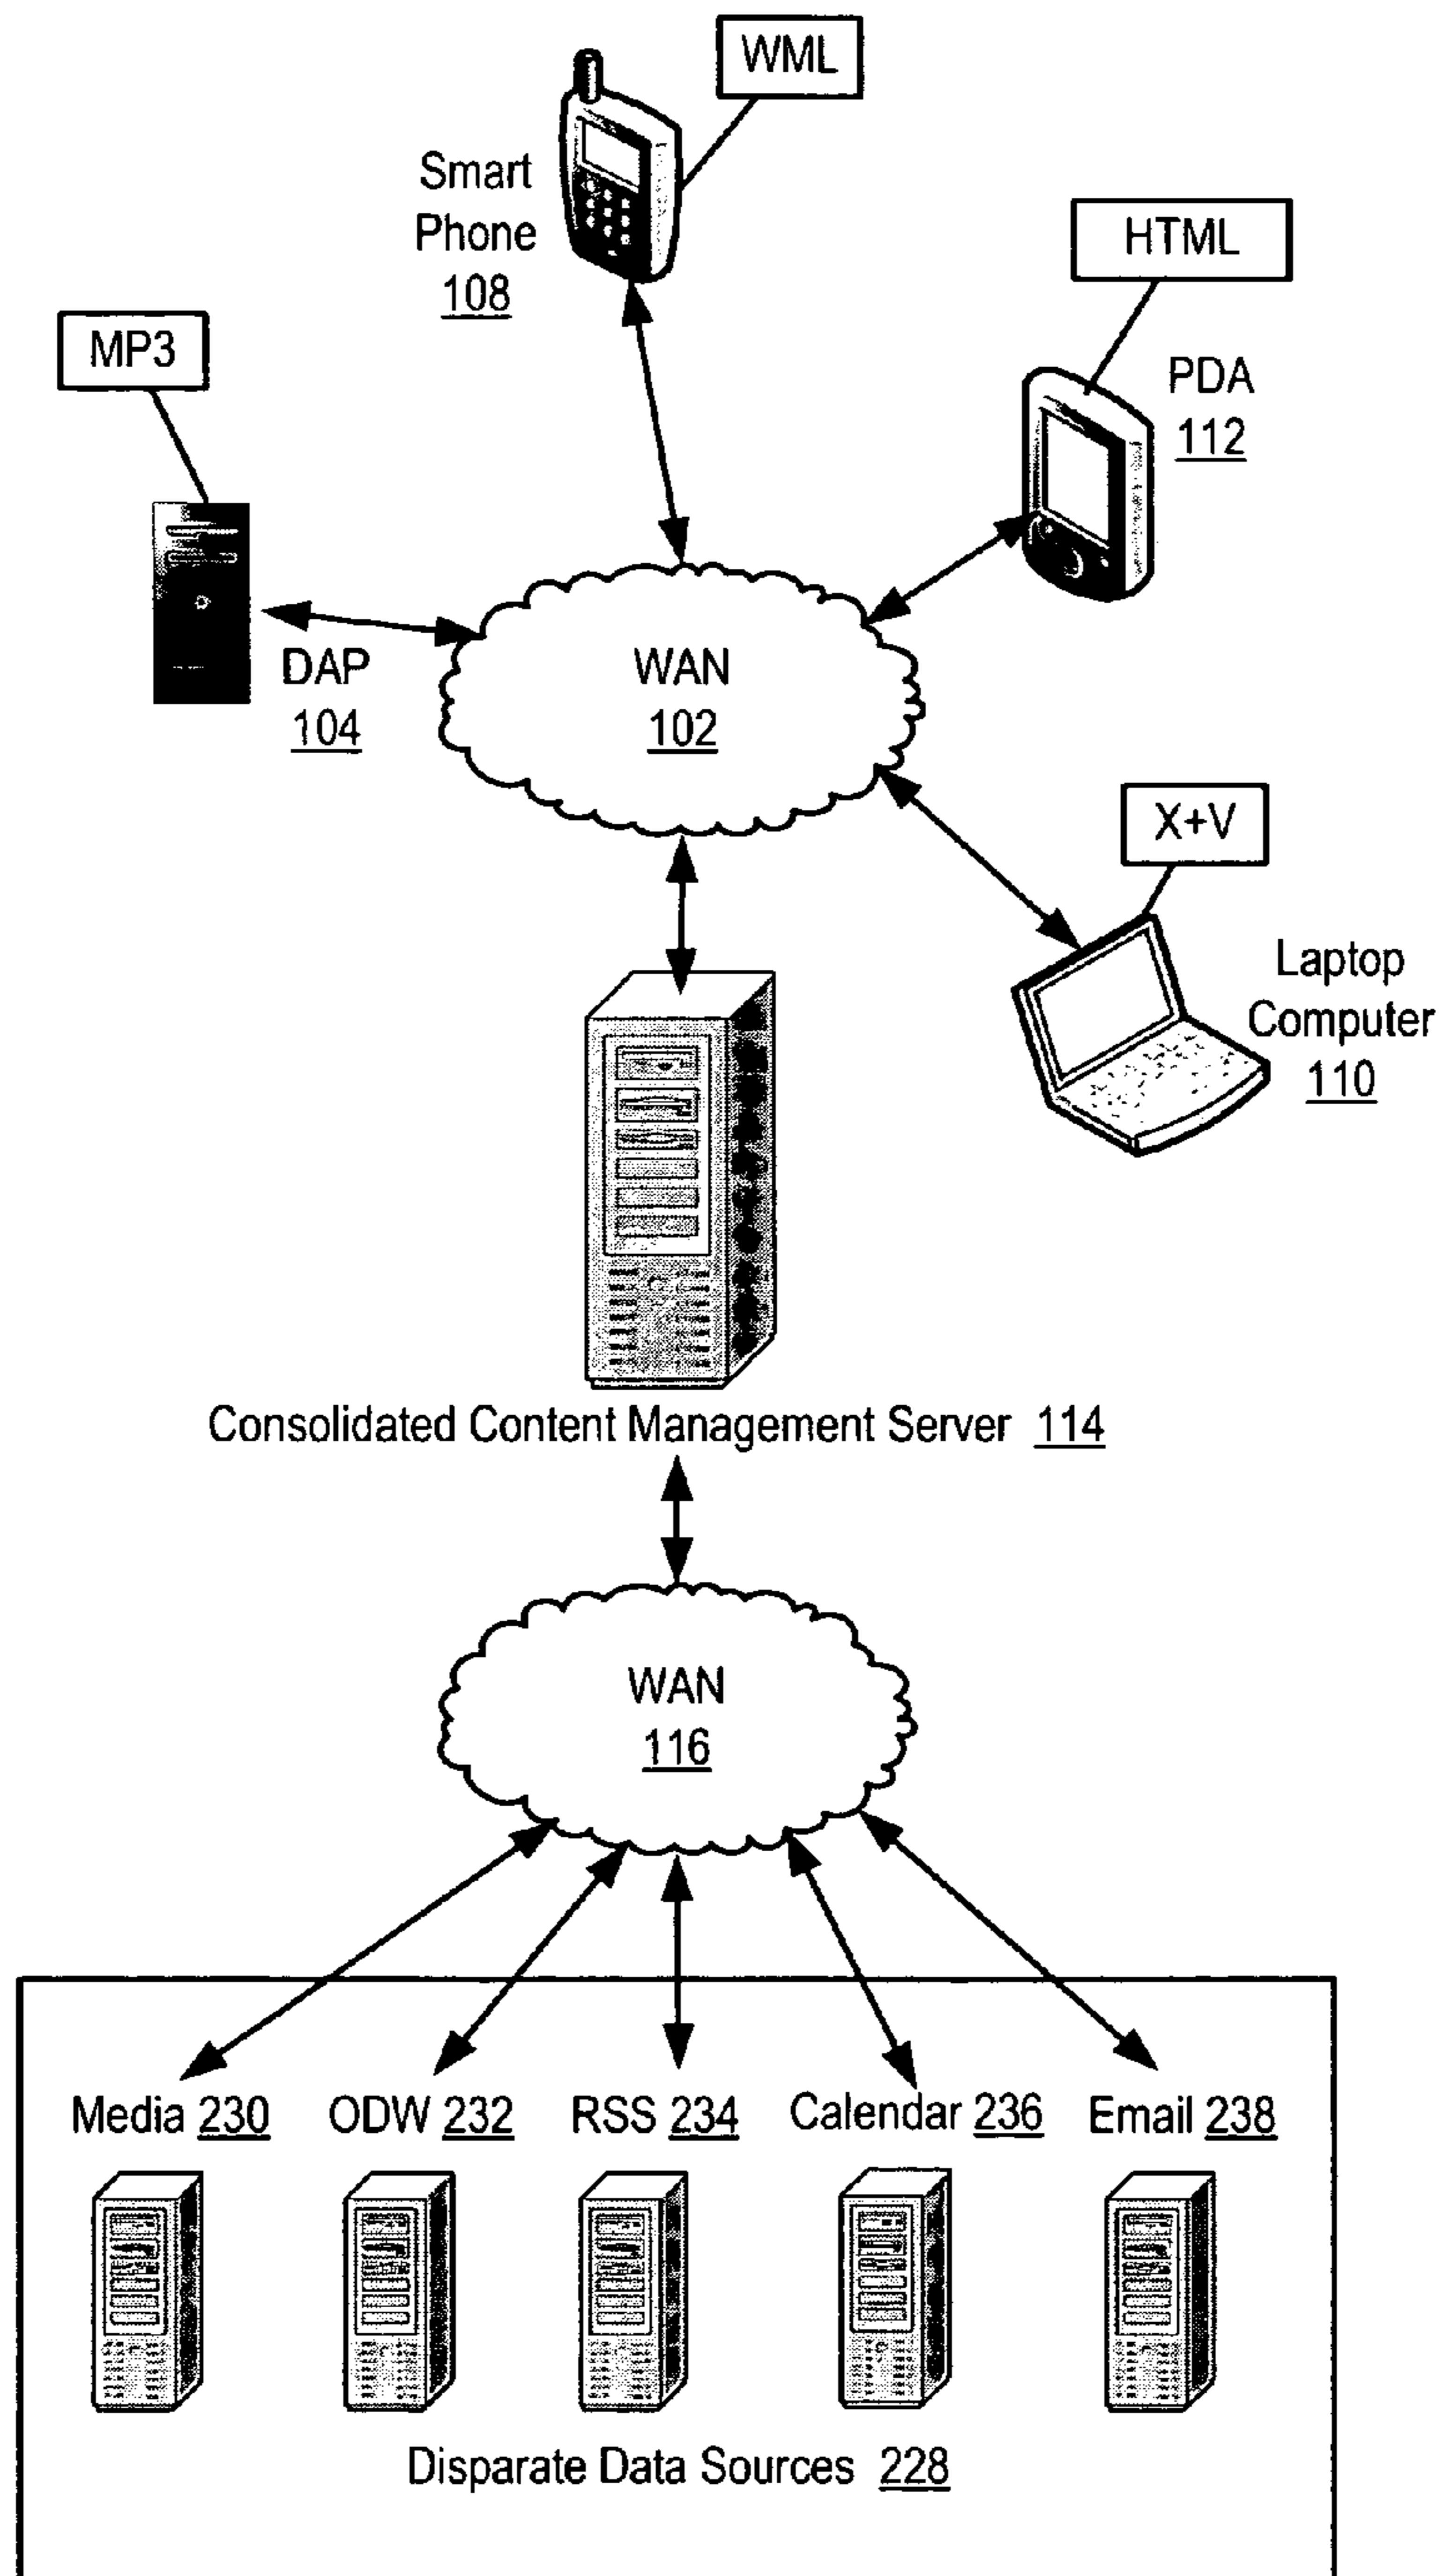 WML
Smart
Phone
108
HTML
PDA
112
MP3
DAP
104
WAN
102
X+V
Laptop
Computer
110
Consolidated Content Management Server 114
WAN
116
Media 230
ODW 232
RSS 234
Calendar 236
Email 238
Disparate Data Sources 228